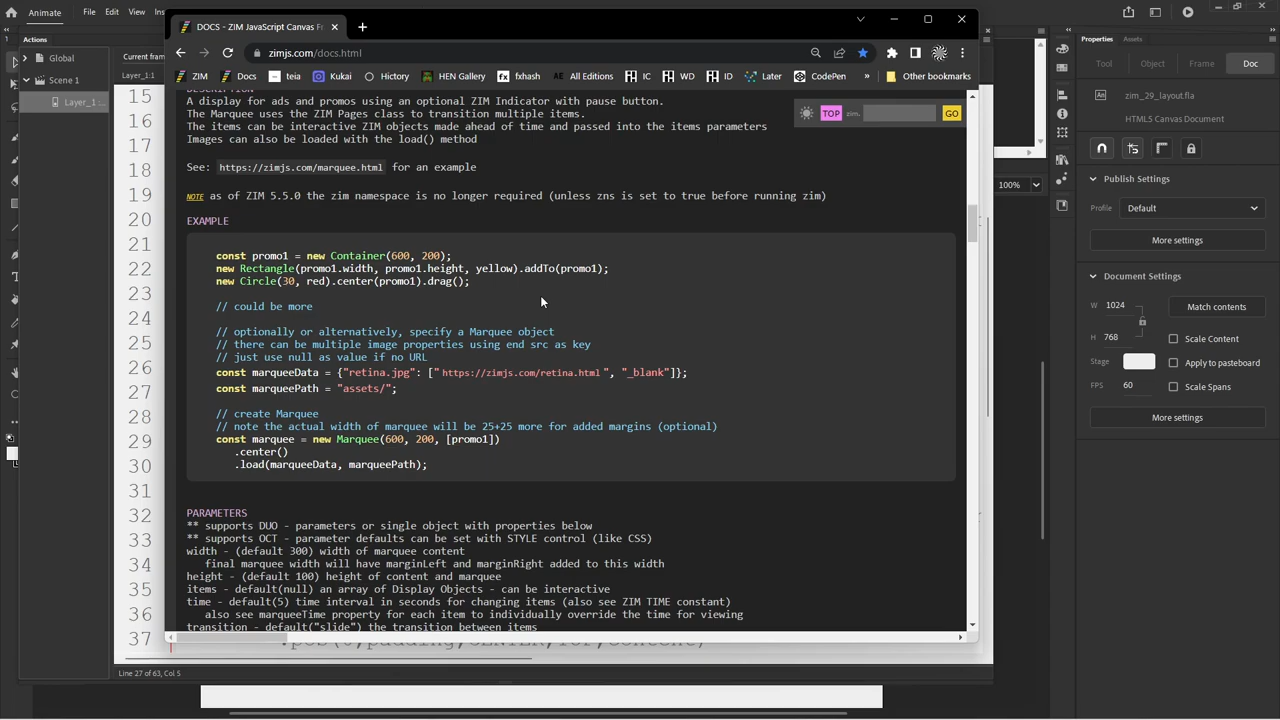 Animate
File
Edit
View
In
DOCS - ZIM JavaScript Canvas Fr
zimjs.com/docs.html
ZIM
Docs
teia
Kukai
Hictory
HEN Gallery
fxhash
All Editions
IC
WD
ID
Later
CodePen
»
Other bookmarks
Actions
Current fram
Global
Scene 1
Layer_1:1
Layer_1:...
15
16
17
18
19
20
21
22
23
24
25
26
27
28
29
30
31
32
33
34
35
36
37
DESCRIPTION
A display for ads and promos using an optional ZIM Indicator with pause button.
The Marquee uses the ZIM Pages class to transition multiple items.
The items can be interactive ZIM objects made ahead of time and passed into the items parameters
Images can also be loaded with the load() method
TOP
zim.
GO
See: https://zimjs.com/marquee.html for an example
NOTE as of ZIM 5.5.0 the zim namespace is no longer required (unless zns is set to true before running zim)
EXAMPLE
const promo1 = new Container(600, 200);
new Rectangle(promo1.width, promo1.height, yellow).addTo(promo1);
new Circle(30, red).center(promo1).drag();
// could be more
// optionally or alternatively, specify a Marquee object
// there can be multiple image properties using end src as key
// just use null as value if no URL
const marqueeData = {"retina.jpg": ["https://zimjs.com/retina.html", "_blank"]};
const marqueePath = "assets/";
// create Marquee
// note the actual width of marquee will be 25+25 more for added margins (optional)
const marquee = new Marquee(600, 200, [promo1])
.center()
.load(marqueeData, marqueePath);
PARAMETERS
** supports DUO - parameters or single object with properties below
** supports OCT - parameter defaults can be set with STYLE control (like CSS)
width - (default 300) width of marquee content
final marquee width will have marginLeft and marginRight added to this width
height - (default 100) height of content and marquee
items - default(null) an array of Display Objects - can be interactive
time - default(5) time interval in seconds for changing items (also see ZIM TIME constant)
also see marqueeTime property for each item to individually override the time for viewing
transition - default("slide") the transition between items
Line 27 of 63, Col 5
100%
Properties
Assets
Tool
Object
Frame
Doc
zim_29_layout.fla
HTML5 Canvas Document
Publish Settings
Profile
Default
More settings
Document Settings
W 1024
Match contents
H 768
Scale Content
Stage
Apply to pasteboard
FPS 60
Scale Spans
More settings